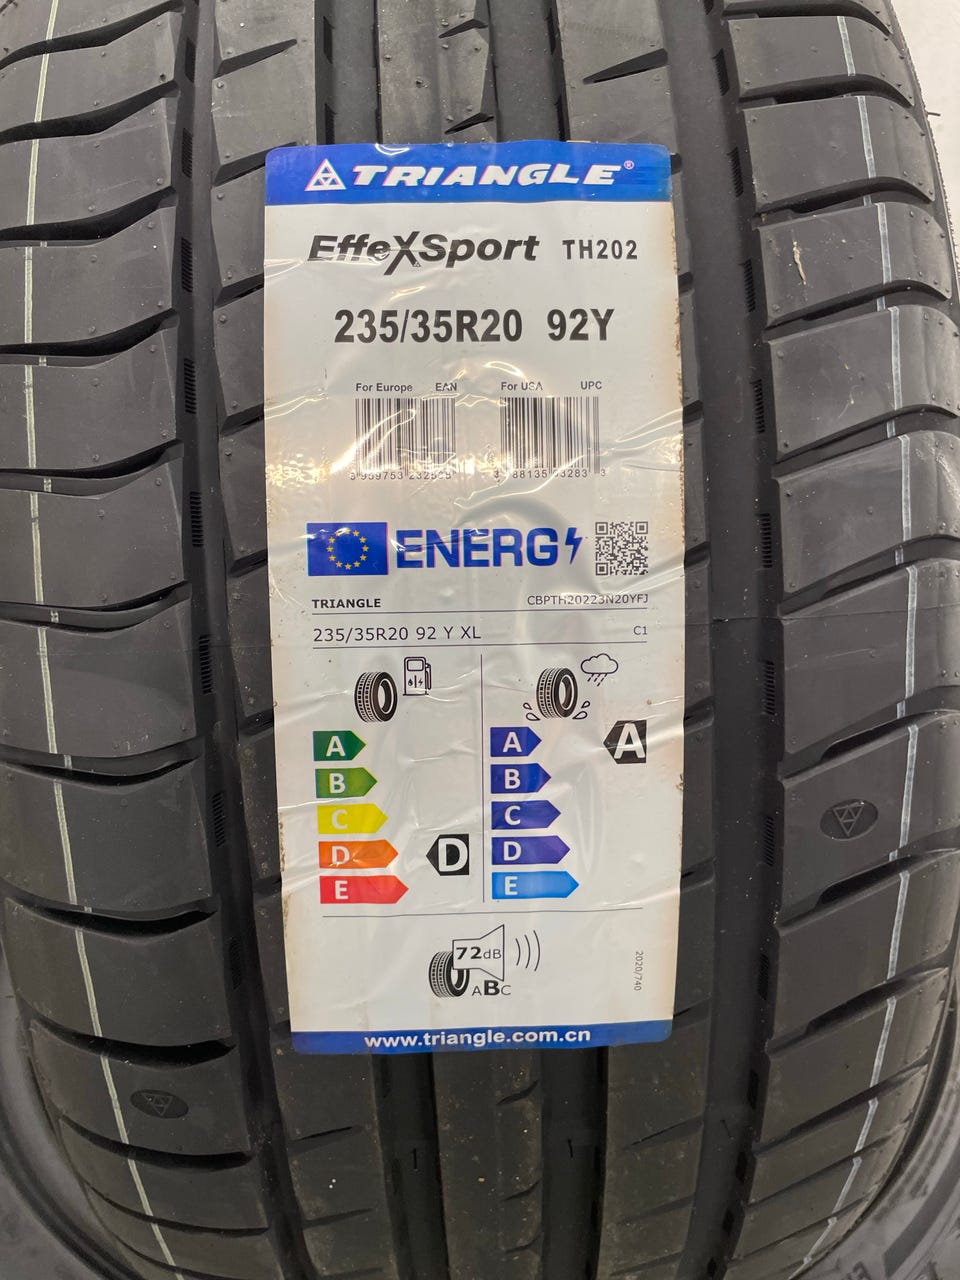 TRIANGLE®
EffeXSport TH202
235/35R20 92Y
For Europe EAN For USA UPC
ENERG
TRIANGLE CBPTH20223N20YFJ
235/35R20 92 Y XL C1
A A A
B B
C C
D D D
E E
72dB
ABC
2020/740
www.triangle.com.cn